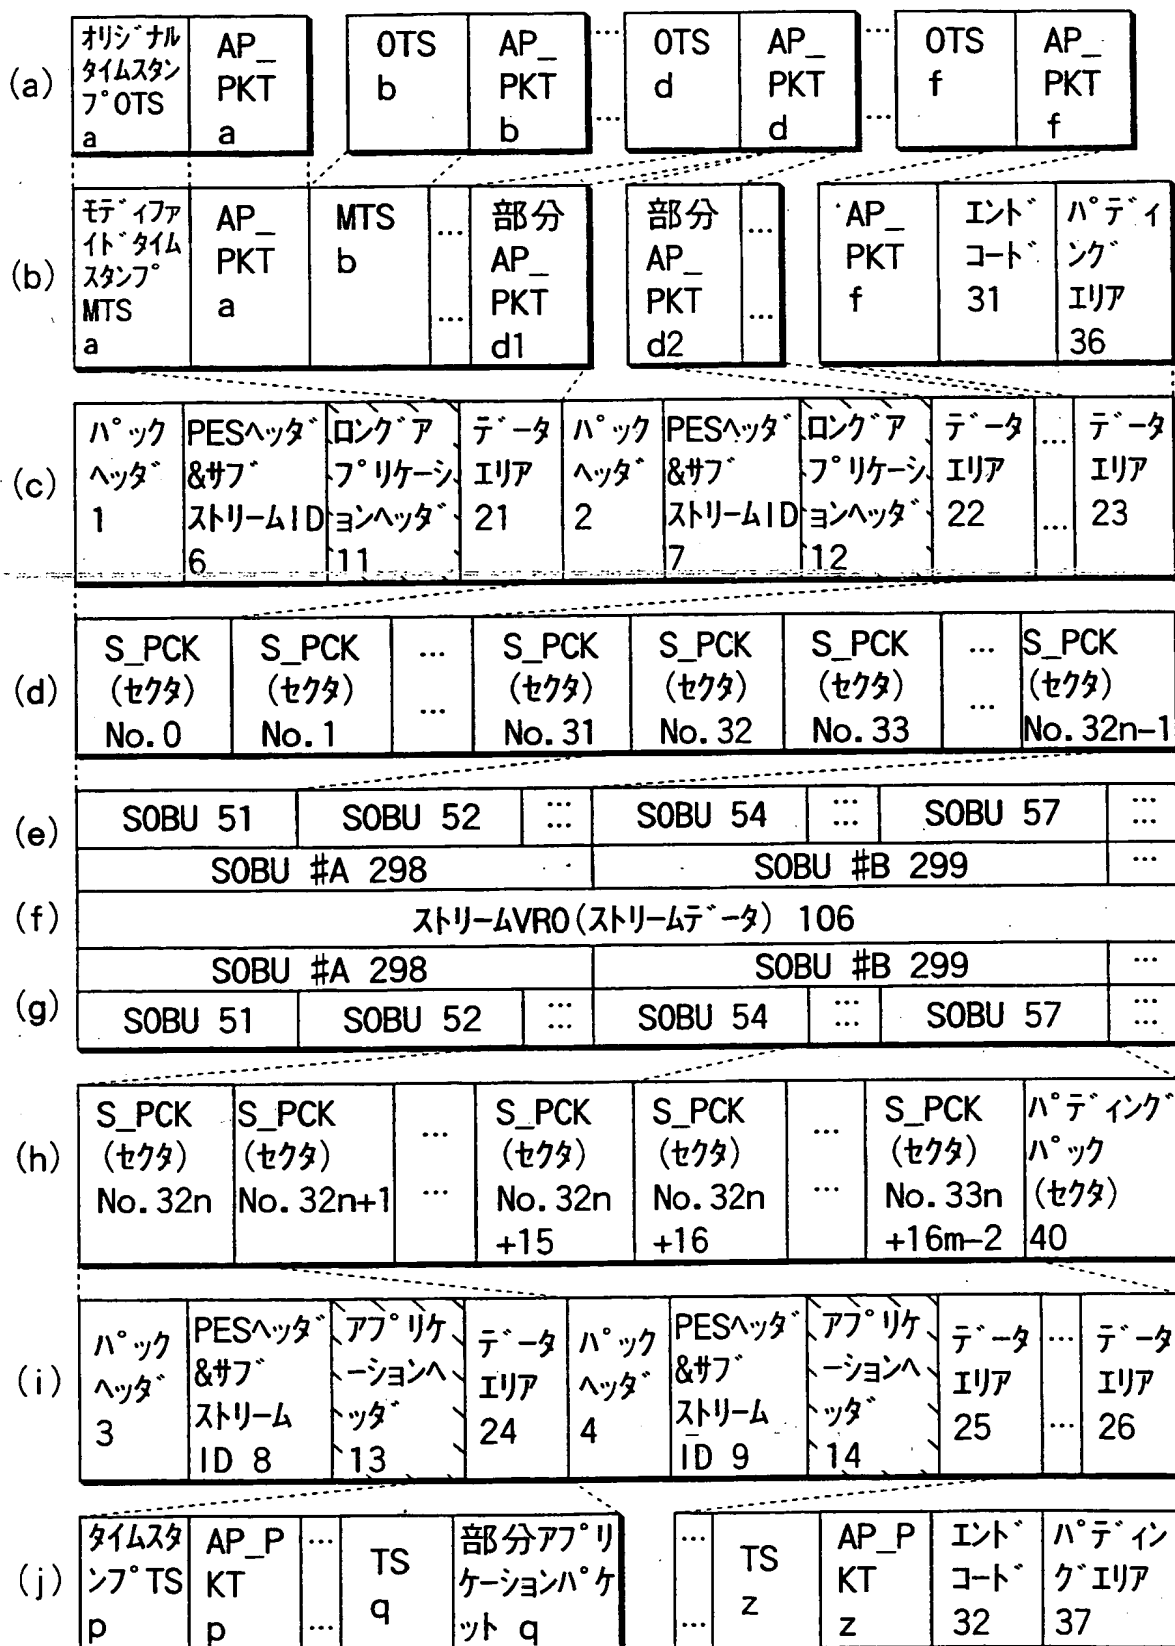 (a)
オリジナル
タイムスタン
プOTS
a
AP_
PKT
a
OTS
b
AP_
PKT
b
...
...
OTS
d
AP_
PKT
d
...
...
OTS
f
AP_
PKT
f
(b)
モディファ
イドタイム
スタンプ
MTS
a
AP_
PKT
a
MTS
b
...
...
部分
AP_
PKT
d1
部分
AP_
PKT
d2
...
...
AP_
PKT
f
エンド
コード
31
パディ
ング
エリア
36
(c)
パック
ヘッダ
1
PESヘッダ
&サブ
ストリームID
6
ロングア
プリケーシ
ョンヘッダ
11
データ
エリア
21
パック
ヘッダ
2
PESヘッダ
&サブ
ストリームID
7
ロングア
プリケーシ
ョンヘッダ
12
データ
エリア
22
...
...
データ
エリア
23
(d)
S_PCK
(セクタ)
No.0
S_PCK
(セクタ)
No.1
...
...
S_PCK
(セクタ)
No.31
S_PCK
(セクタ)
No.32
S_PCK
(セクタ)
No.33
...
...
S_PCK
(セクタ)
No.32n-1
(e)
SOBU 51
SOBU 52
...
...
SOBU 54
...
...
SOBU 57
...
...
SOBU #A 298
SOBU #B 299
...
(f)
ストリームVRO(ストリームデータ) 106
(g)
SOBU #A 298
SOBU #B 299
...
SOBU 51
SOBU 52
...
...
SOBU 54
...
...
SOBU 57
...
...
(h)
S_PCK
(セクタ)
No.32n
S_PCK
(セクタ)
No.32n+1
...
...
S_PCK
(セクタ)
No.32n
+15
S_PCK
(セクタ)
No.32n
+16
...
...
S_PCK
(セクタ)
No.33n
+16m-2
パディング
パック
(セクタ)
40
(i)
パック
ヘッダ
3
PESヘッダ
&サブ
ストリーム
ID 8
アプリケ
ーションヘ
ッダ
13
データ
エリア
24
パック
ヘッダ
4
PESヘッダ
&サブ
ストリーム
ID 9
アプリケ
ーションヘ
ッダ
14
データ
エリア
25
...
...
データ
エリア
26
(j)
タイムスタ
ンプTS
p
AP_P
KT
p
...
...
TS
q
部分アプリ
ケーションパケ
ット q
...
...
TS
z
AP_P
KT
z
エンド
コード
32
パディン
グエリア
37